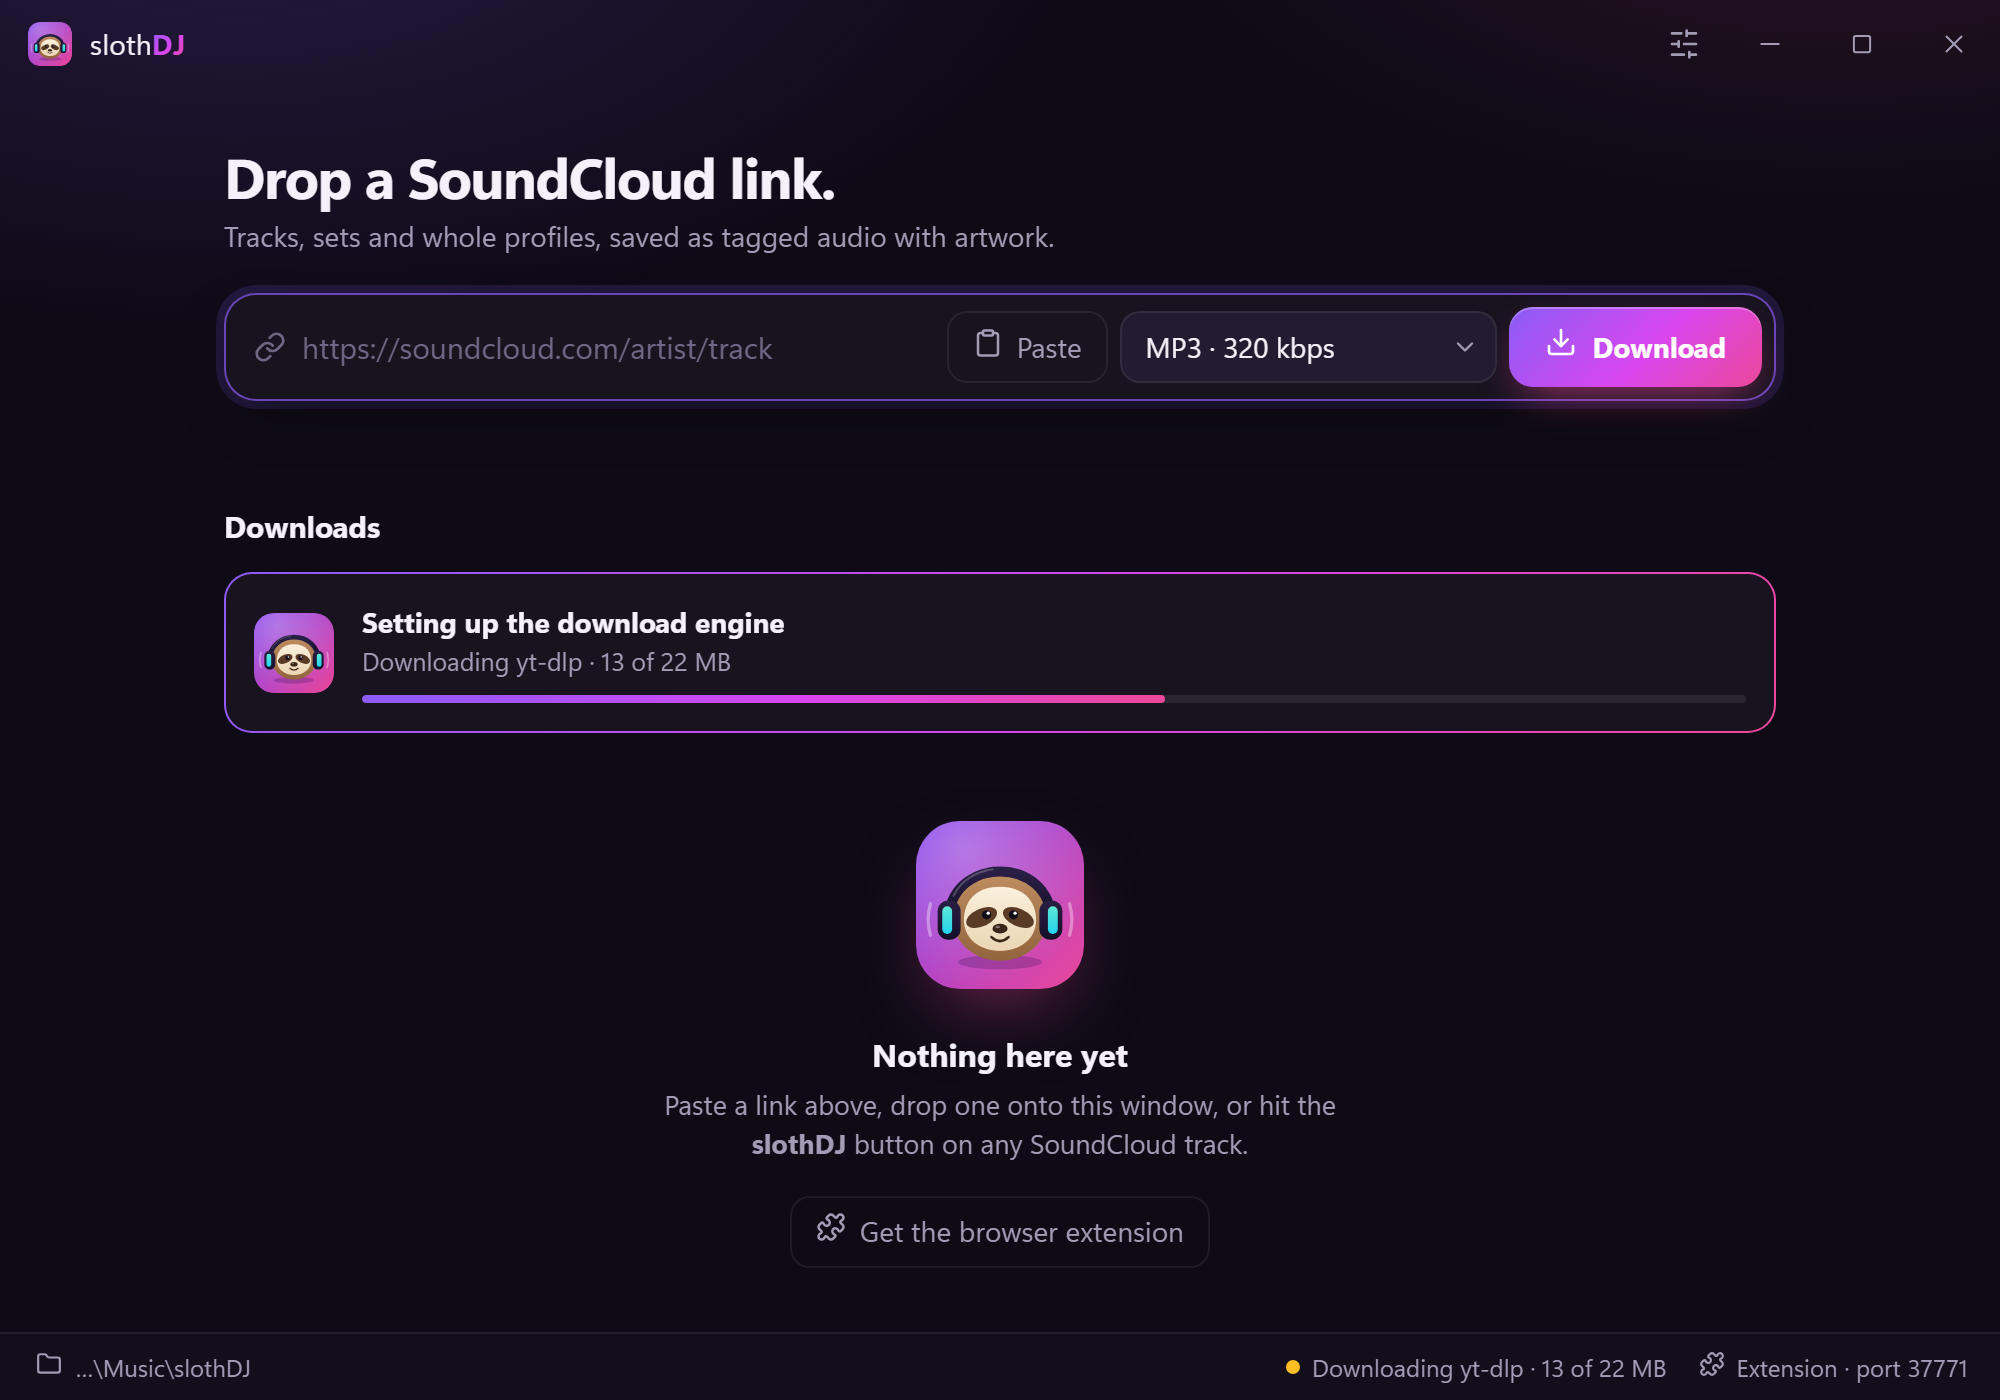 slothDJ
Drop a SoundCloud link.
Tracks, sets and whole profiles, saved as tagged audio with artwork.
https://soundcloud.com/artist/track
Paste
MP3 · 320 kbps
Download
Downloads
Setting up the download engine
Downloading yt-dlp · 13 of 22 MB
Nothing here yet
Paste a link above, drop one onto this window, or hit the
slothDJ button on any SoundCloud track.
Get the browser extension
...\Music\slothDJ
Downloading yt-dlp · 13 of 22 MB
Extension · port 37771